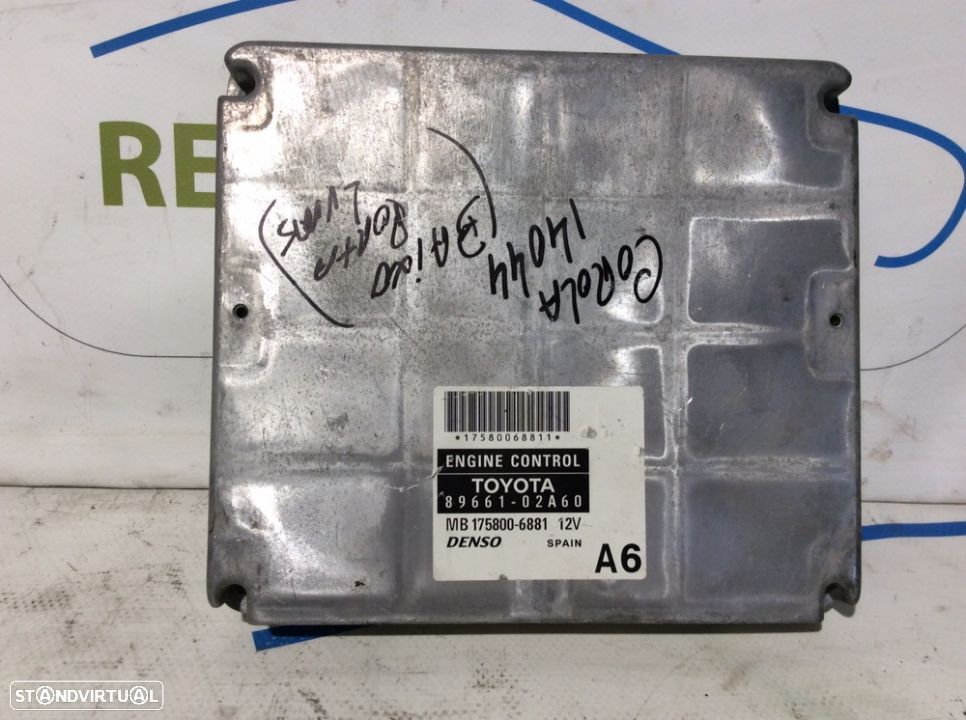 RE
COROLA
14044
(BAIXO
PORTA
LUVAS)
*17580068811*
ENGINE CONTROL
TOYOTA
89661-02A60
MB 175800-6881 12V
DENSO SPAIN
A6
STANDVIRTUAL